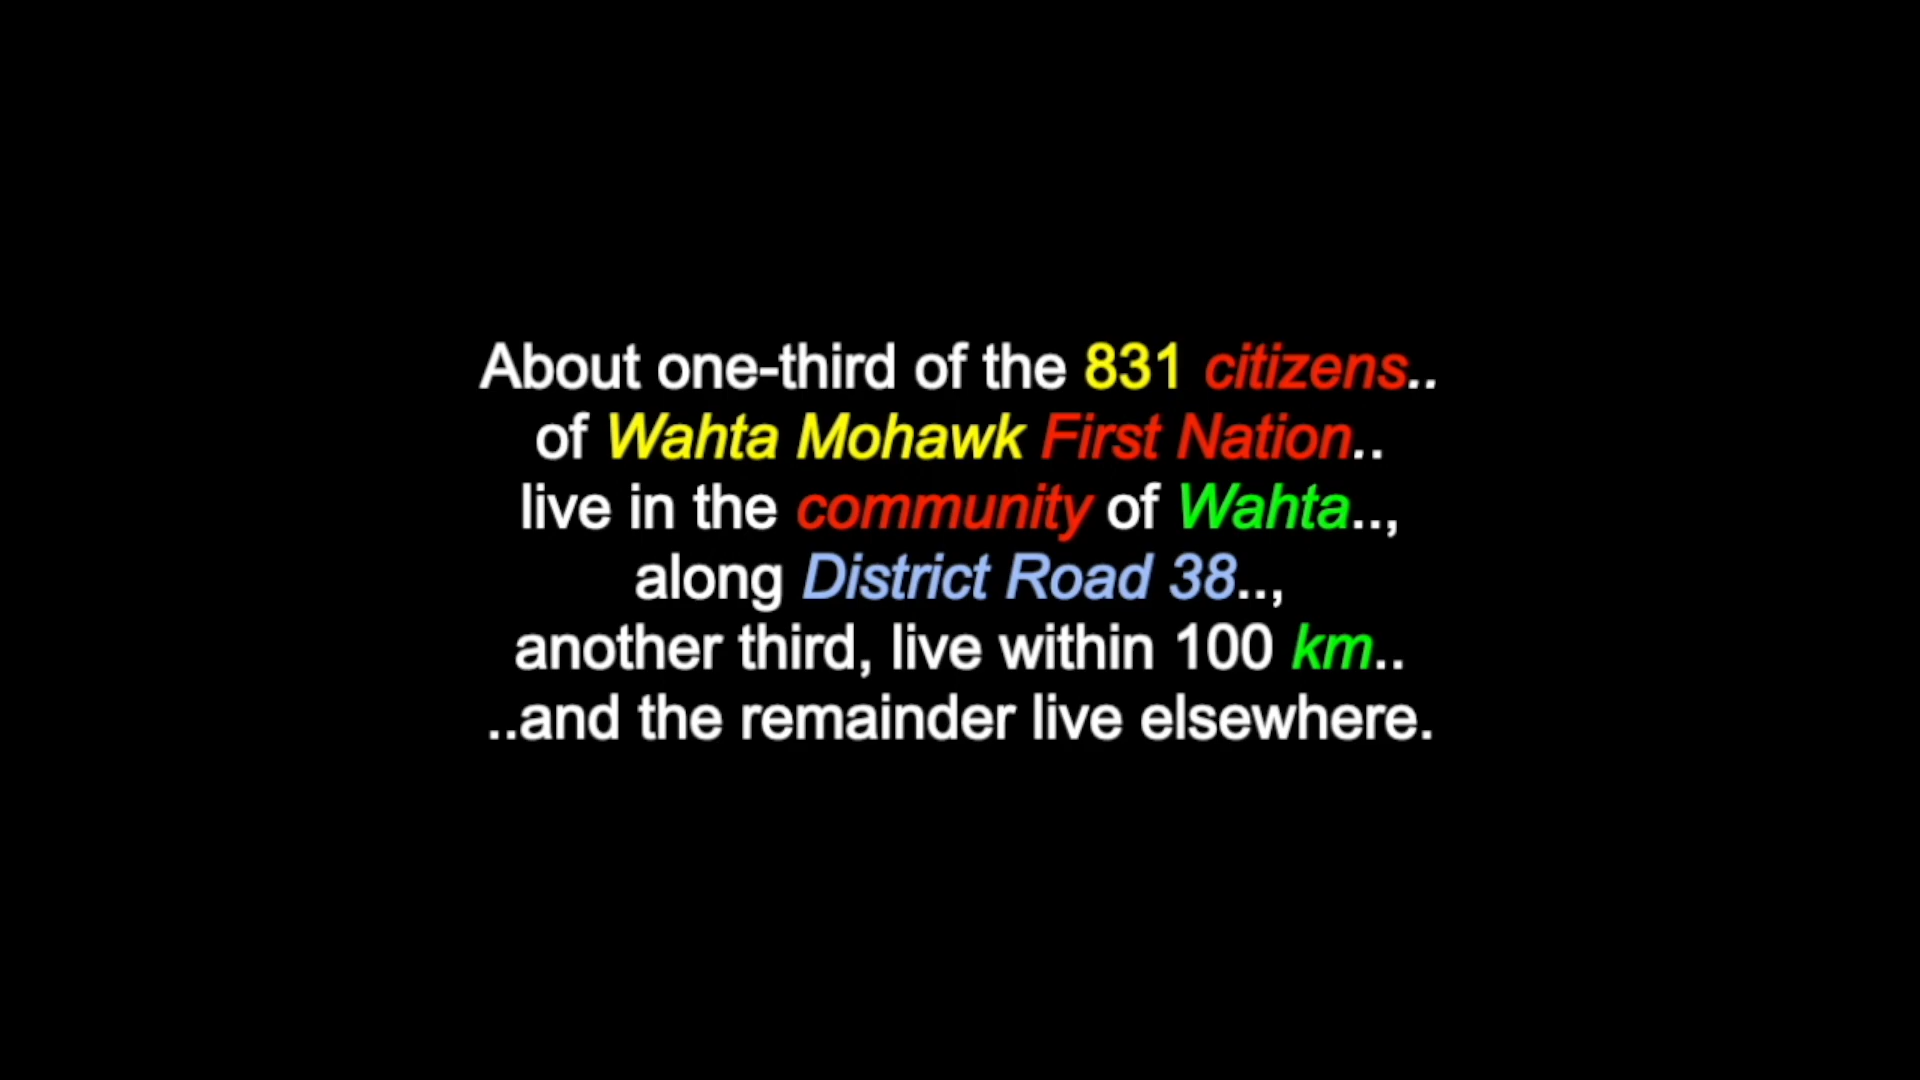 About one-third of the 831 citizens..
of Wahta Mohawk First Nation..
live in the community of Wahta..,
along District Road 38..,
another third, live within 100 km..
..and the remainder live elsewhere.